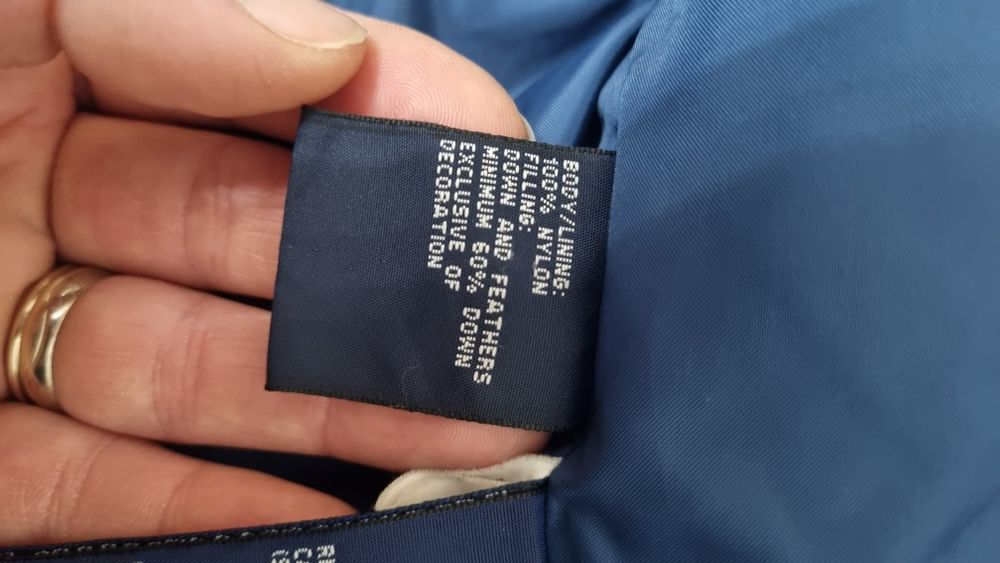 BODY/LINING:
100% NYLON
FILLING:
DOWN AND FEATHERS
MINIMUM 60% DOWN
EXCLUSIVE OF
DECORATION